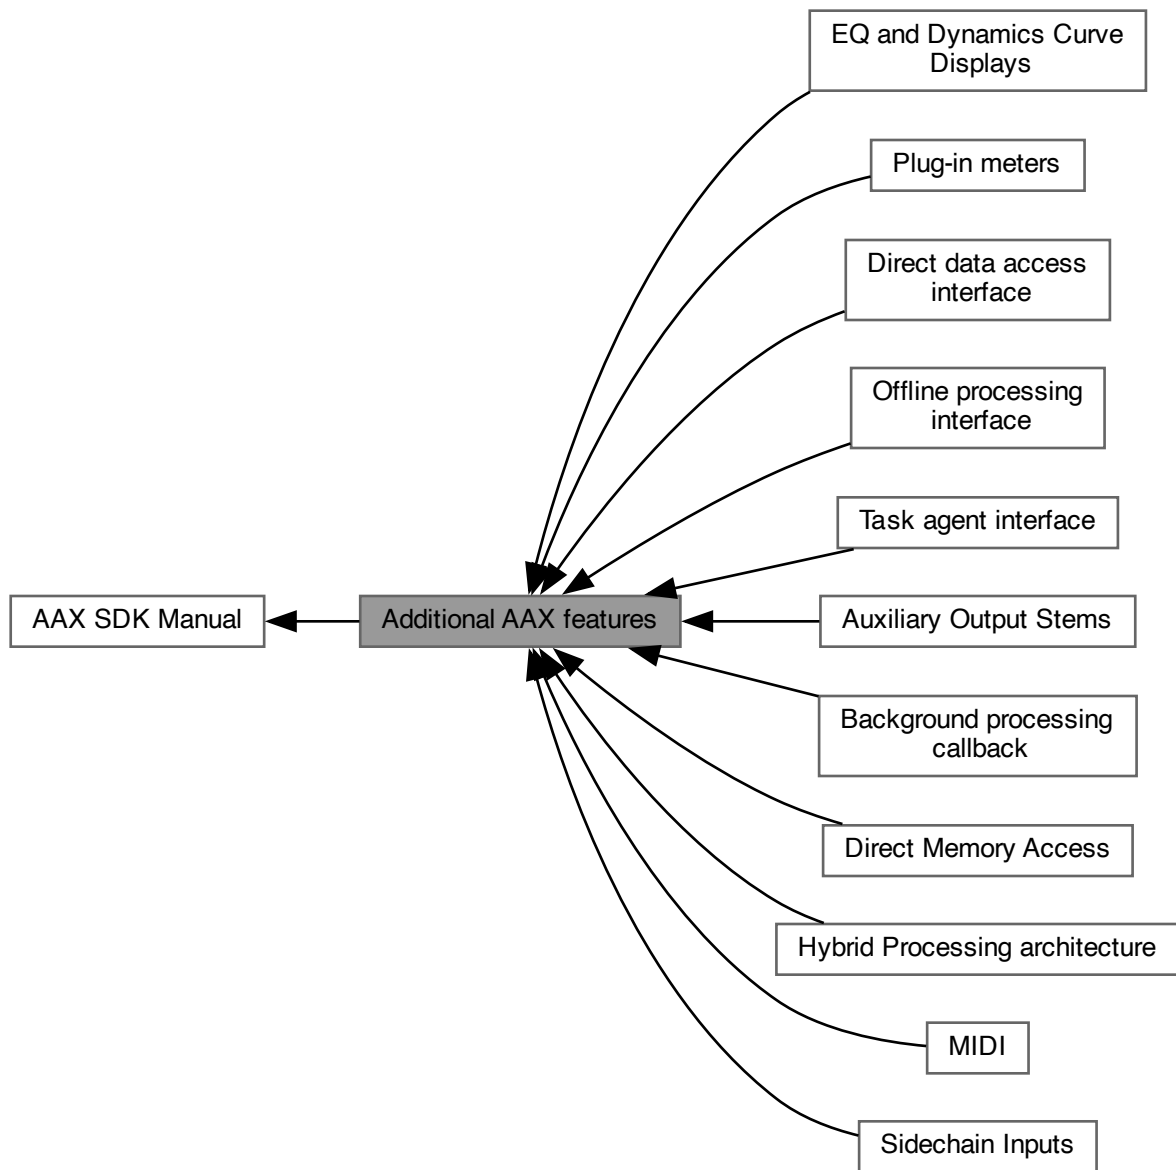 EQ and Dynamics Curve
Displays
Plug-in meters
Direct data access
interface
Offline processing
interface
Task agent interface
AAX SDK Manual
Additional AAX features
Auxiliary Output Stems
Background processing
callback
Direct Memory Access
Hybrid Processing architecture
MIDI
Sidechain Inputs